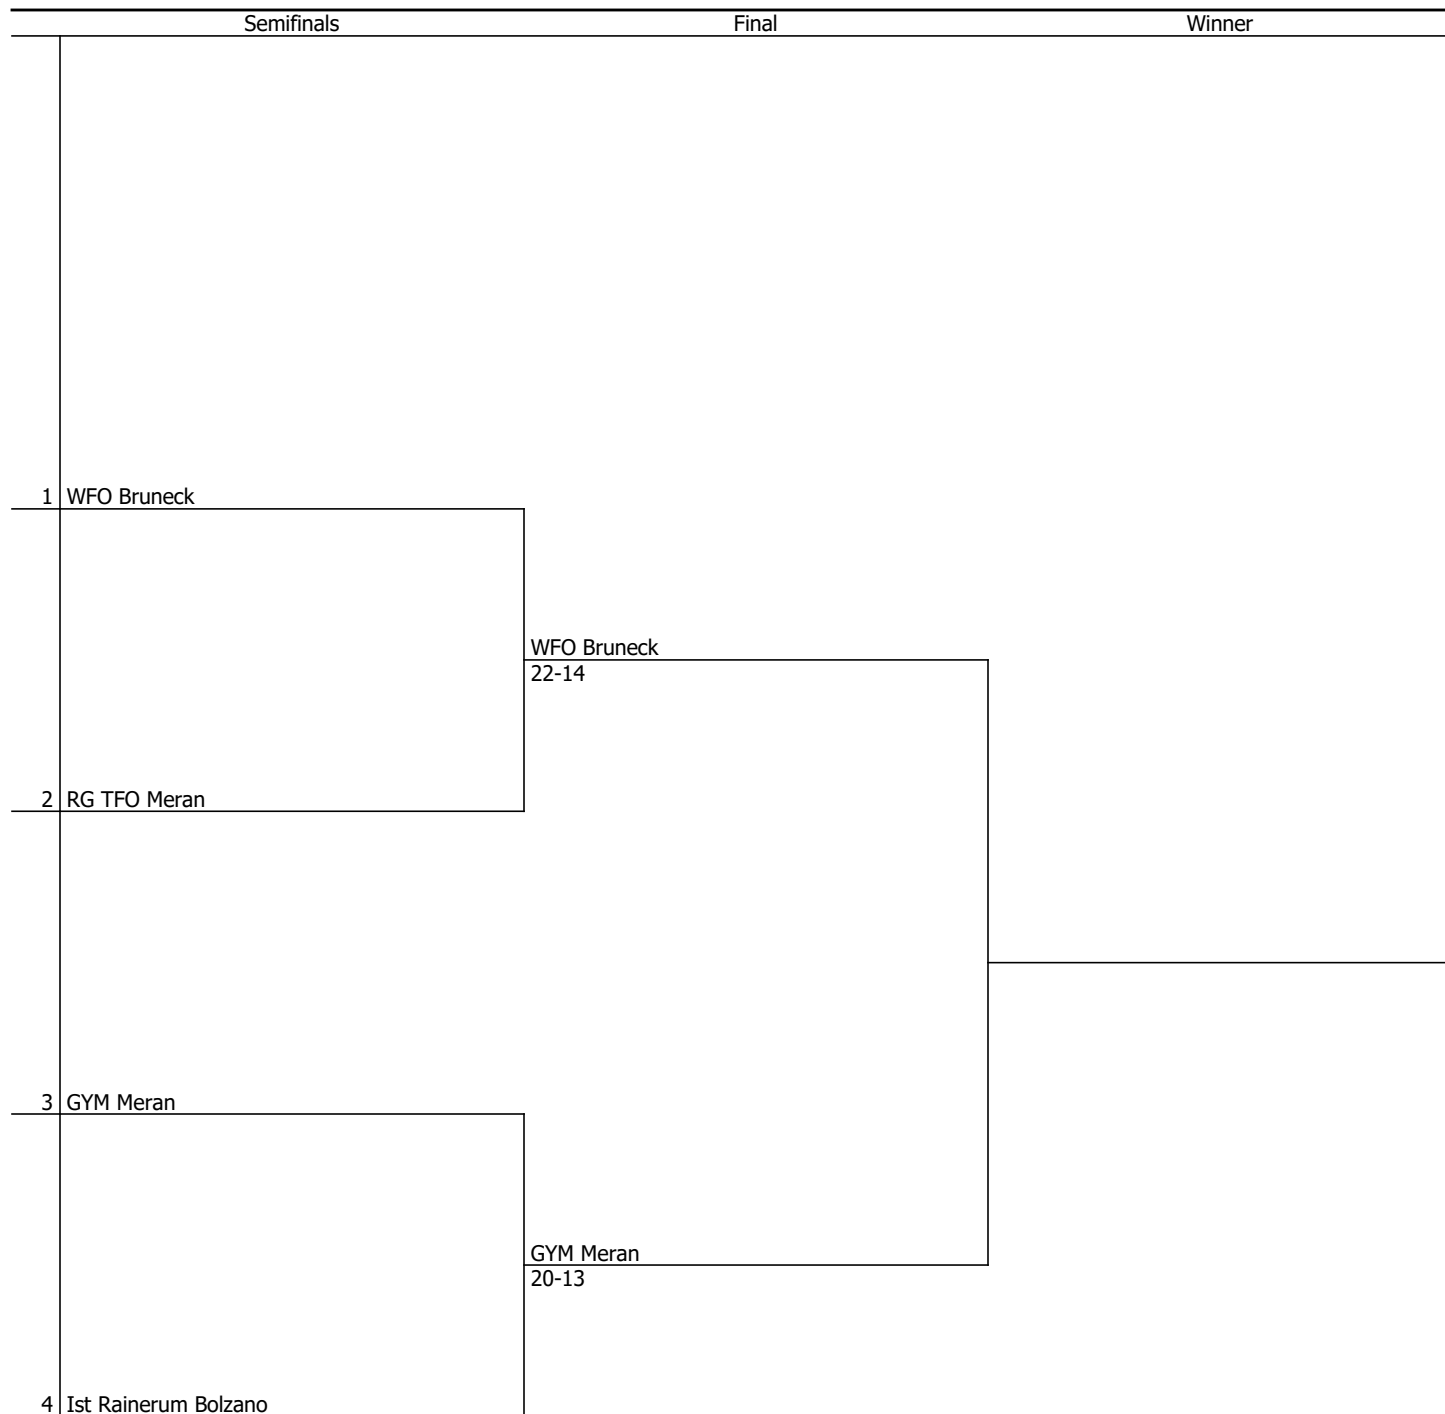 Semifinals Final Winner
1 WFO Bruneck
WFO Bruneck
22-14
2 RG TFO Meran
3 GYM Meran
GYM Meran
20-13
4 Ist Rainerum Bolzano